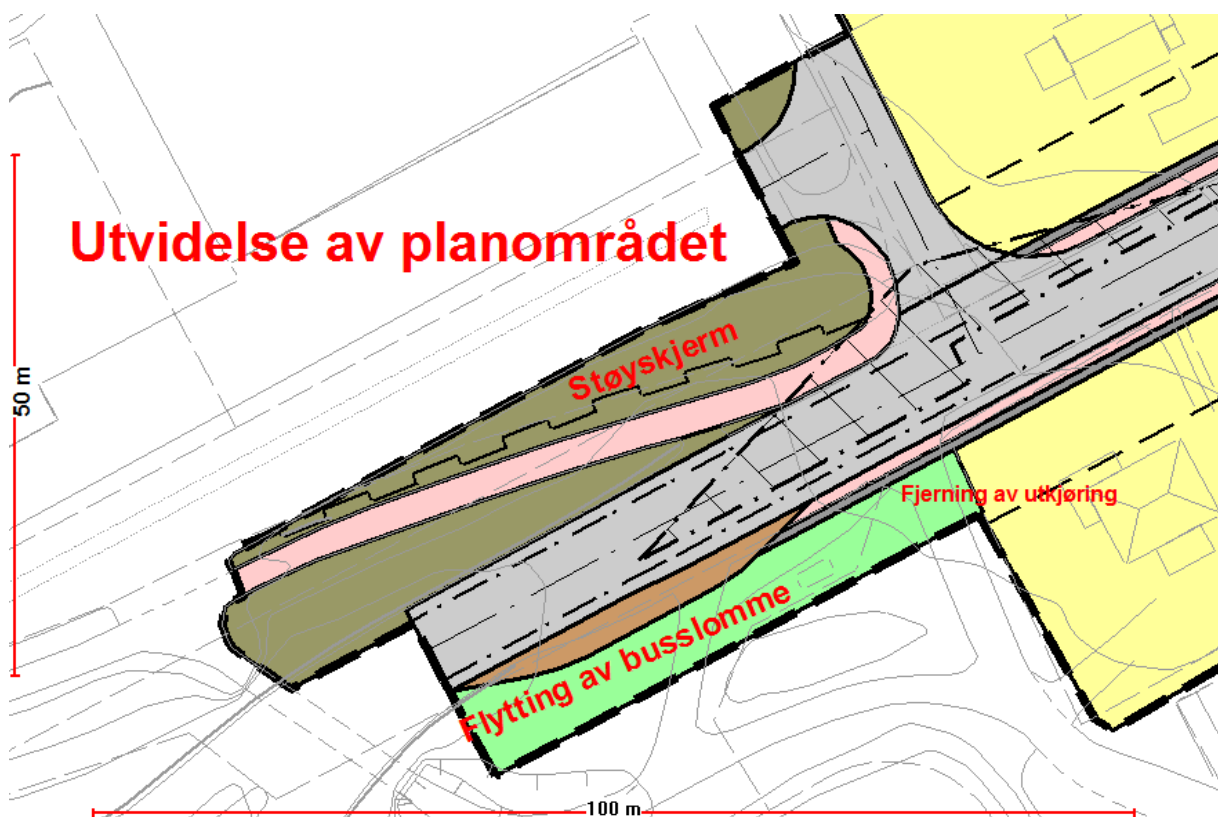 Utvidelse av planområdet
Støyskjerm
50 m
Fjerning av utkjøring
Flytting av busslomme
100 m